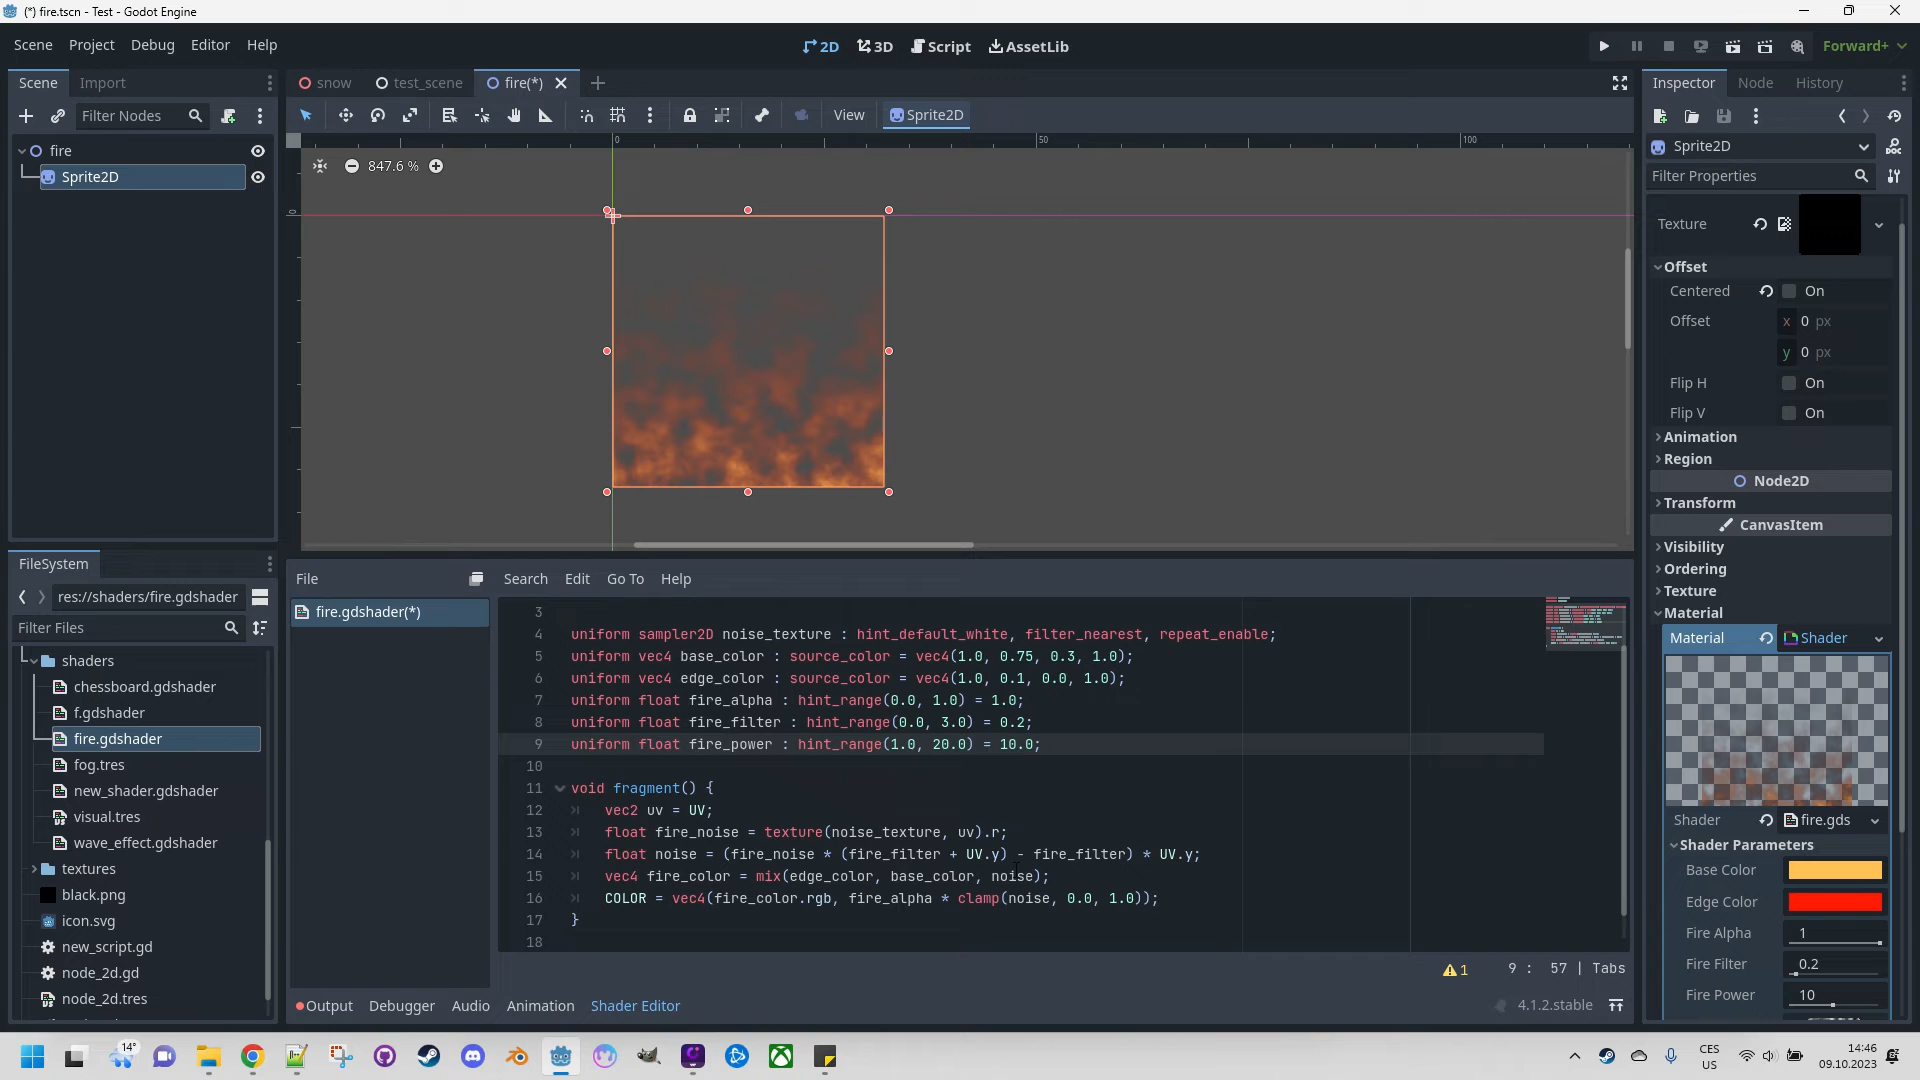 (*) fire.tscn - Test - Godot Engine
Scene Project Debug Editor Help
2D 3D Script AssetLib
Forward+
Scene Import
snow test_scene fire(*)
Inspector Node History
Filter Nodes
View Sprite2D
fire
Sprite2D
0 50 100
0
847.6 %
Sprite2D
Filter Properties
Texture
Offset
Centered On
Offset x 0 px
y 0 px
Flip H On
Flip V On
Animation
Region
Node2D
Transform
CanvasItem
Visibility
Ordering
Texture
Material
Material Shader
Shader fire.gds
Shader Parameters
Base Color
Edge Color
Fire Alpha 1
Fire Filter 0.2
Fire Power 10
FileSystem
res://shaders/fire.gdshader
Filter Files
shaders
chessboard.gdshader
f.gdshader
fire.gdshader
fog.tres
new_shader.gdshader
visual.tres
wave_effect.gdshader
textures
black.png
icon.svg
new_script.gd
node_2d.gd
node_2d.tres
File Search Edit Go To Help
fire.gdshader(*)
3
4 uniform sampler2D noise_texture : hint_default_white, filter_nearest, repeat_enable;
5 uniform vec4 base_color : source_color = vec4(1.0, 0.75, 0.3, 1.0);
6 uniform vec4 edge_color : source_color = vec4(1.0, 0.1, 0.0, 1.0);
7 uniform float fire_alpha : hint_range(0.0, 1.0) = 1.0;
8 uniform float fire_filter : hint_range(0.0, 3.0) = 0.2;
9 uniform float fire_power : hint_range(1.0, 20.0) = 10.0;
10
11 void fragment() {
12 vec2 uv = UV;
13 float fire_noise = texture(noise_texture, uv).r;
14 float noise = (fire_noise * (fire_filter + UV.y) - fire_filter) * UV.y;
15 vec4 fire_color = mix(edge_color, base_color, noise);
16 COLOR = vec4(fire_color.rgb, fire_alpha * clamp(noise, 0.0, 1.0));
17 }
18
1 9 : 57 | Tabs
Output Debugger Audio Animation Shader Editor
4.1.2.stable
14°
CES
US
14:46
09.10.2023